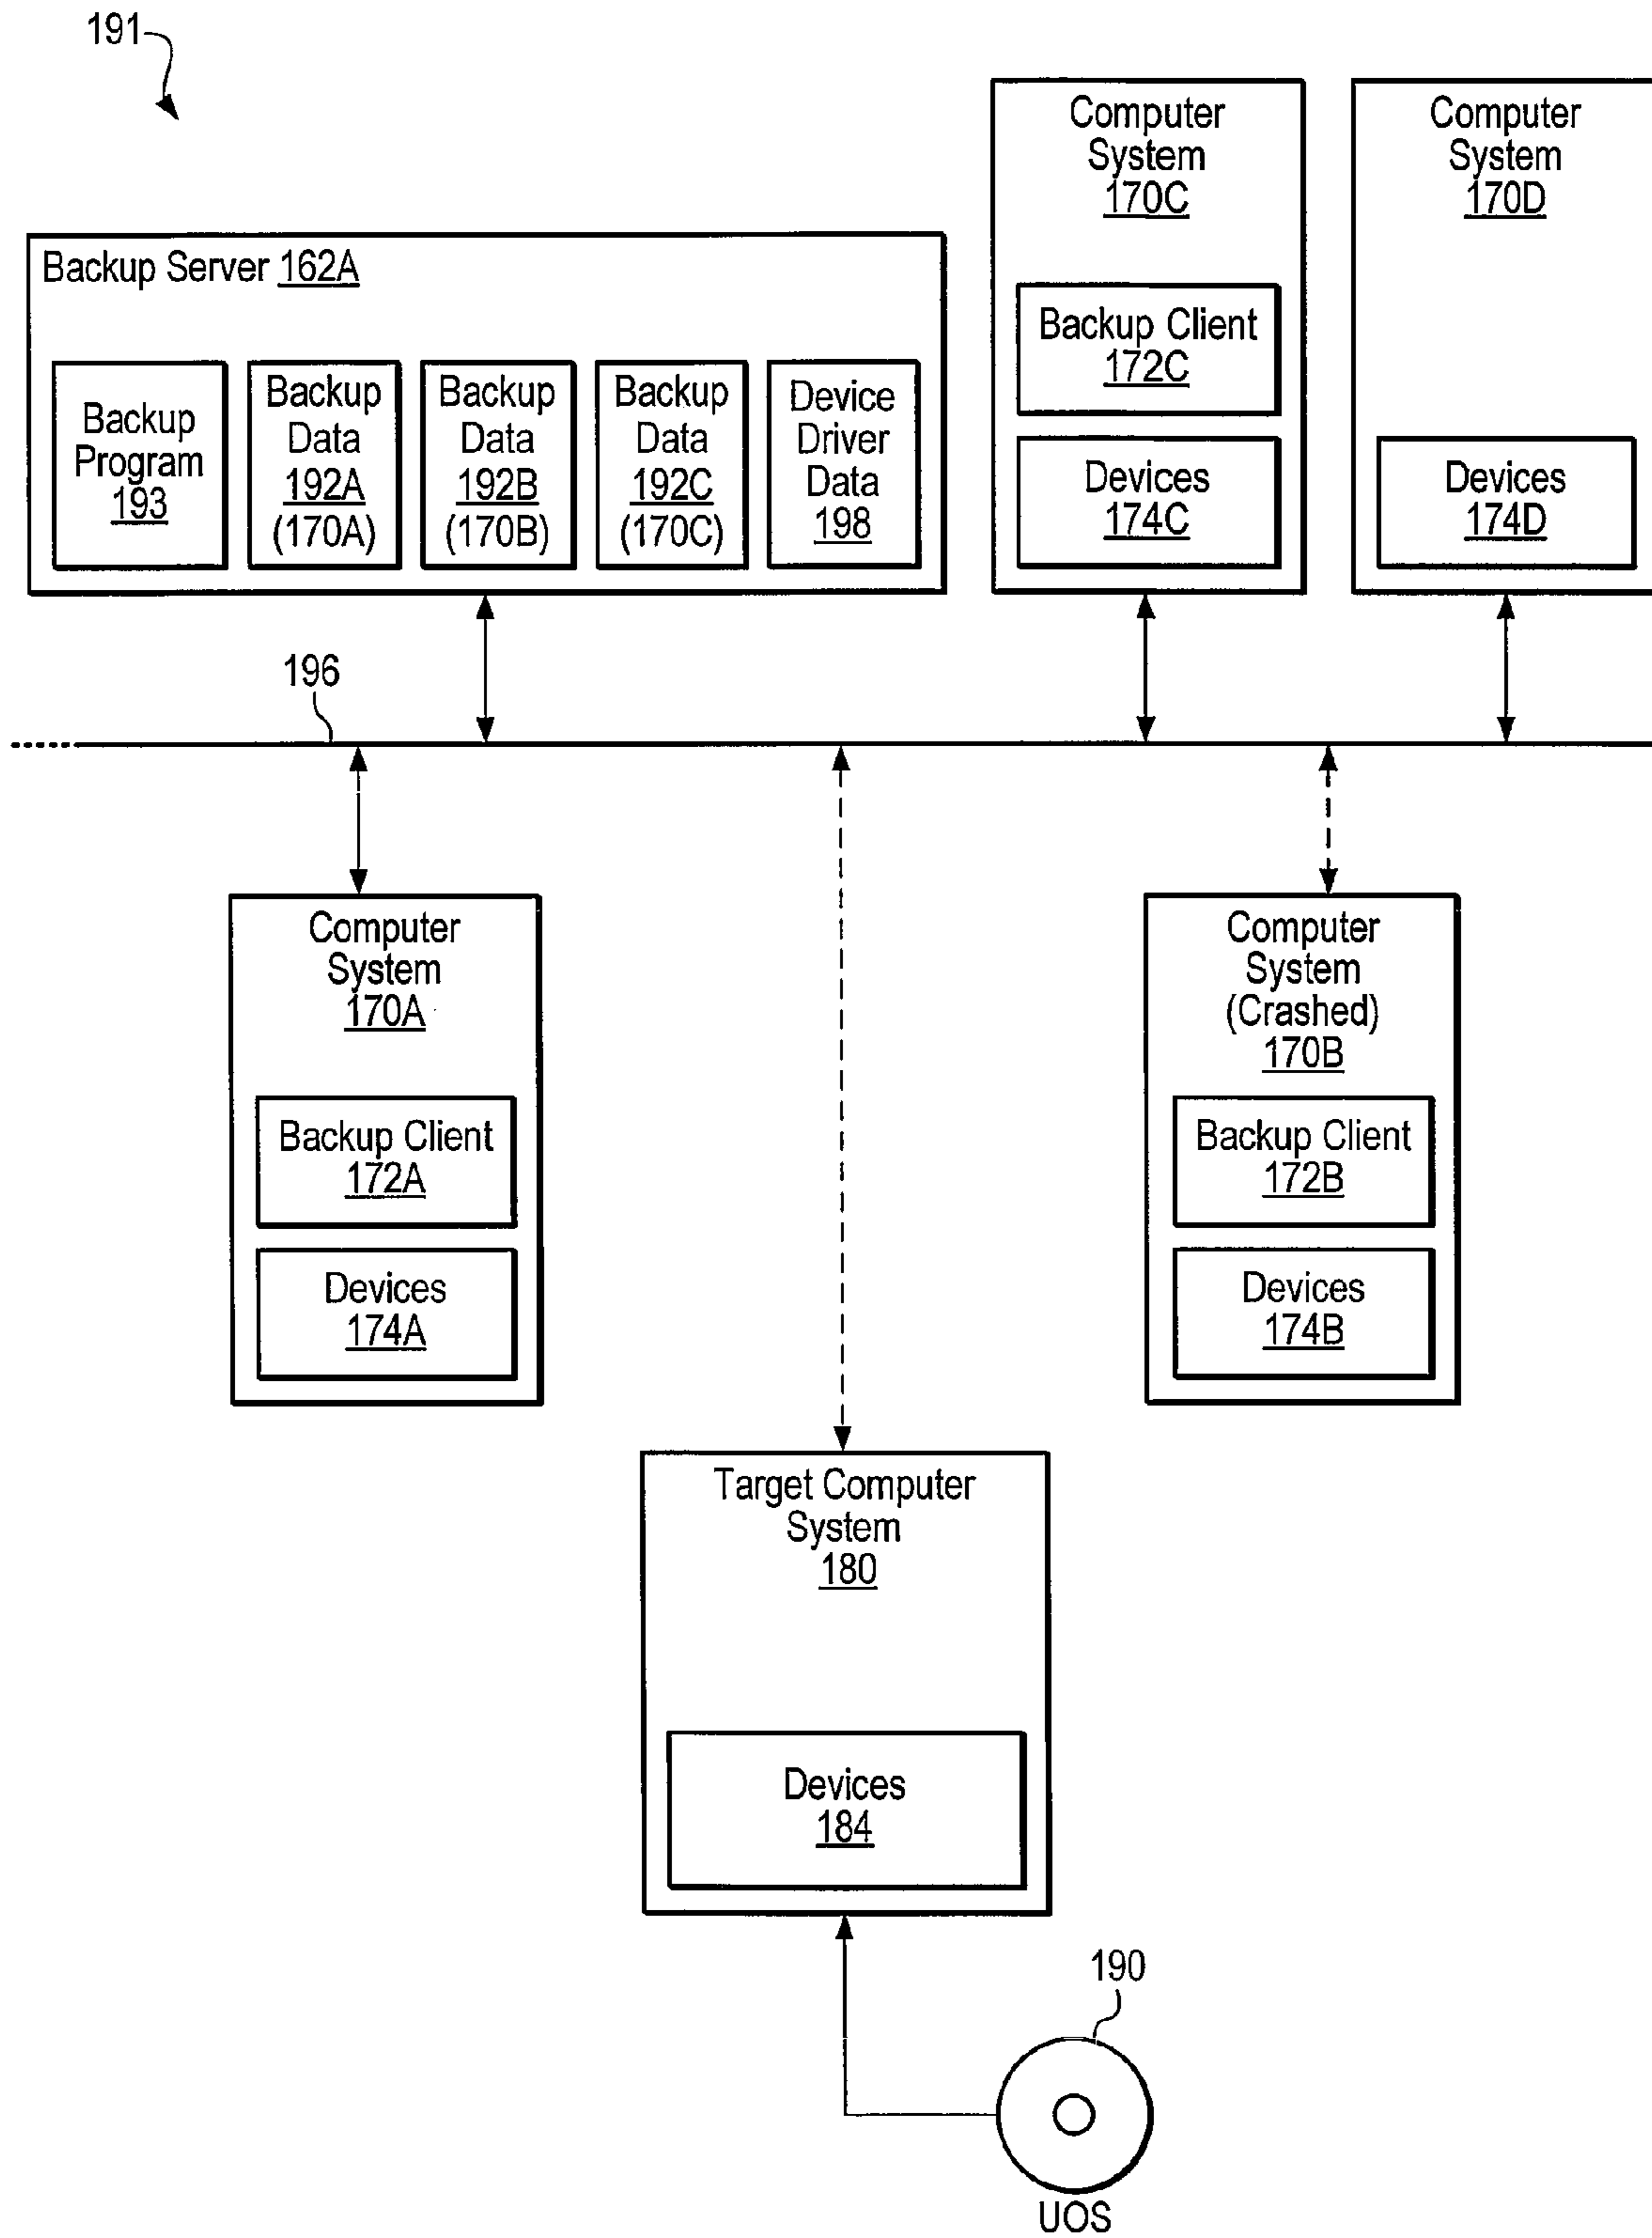 191
Backup Server 162A
Backup
Program
193
Backup
Data
192A
(170A)
Backup
Data
192B
(170B)
Backup
Data
192C
(170C)
Device
Driver
Data
198
Computer
System
170C
Backup Client
172C
Devices
174C
Computer
System
170D
Devices
174D
196
Computer
System
170A
Backup Client
172A
Devices
174A
Computer
System
(Crashed)
170B
Backup Client
172B
Devices
174B
Target Computer
System
180
Devices
184
190
UOS